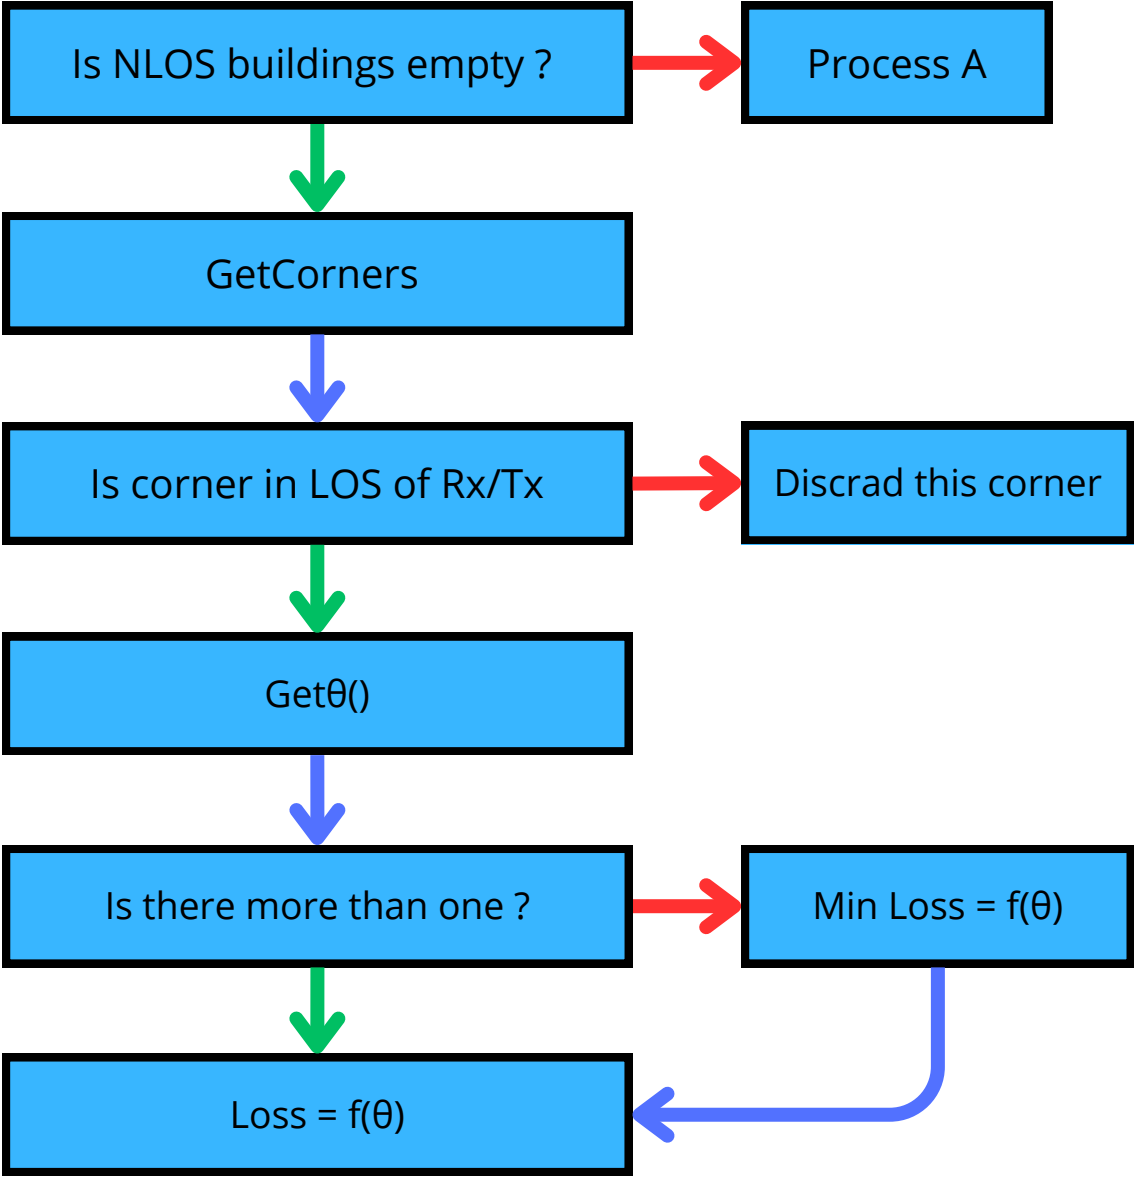 Is NLOS buildings empty ?
Process A
GetCorners
Is corner in LOS of Rx/Tx
Discrad this corner
Getθ()
Is there more than one ?
Min Loss = f(θ)
Loss = f(θ)